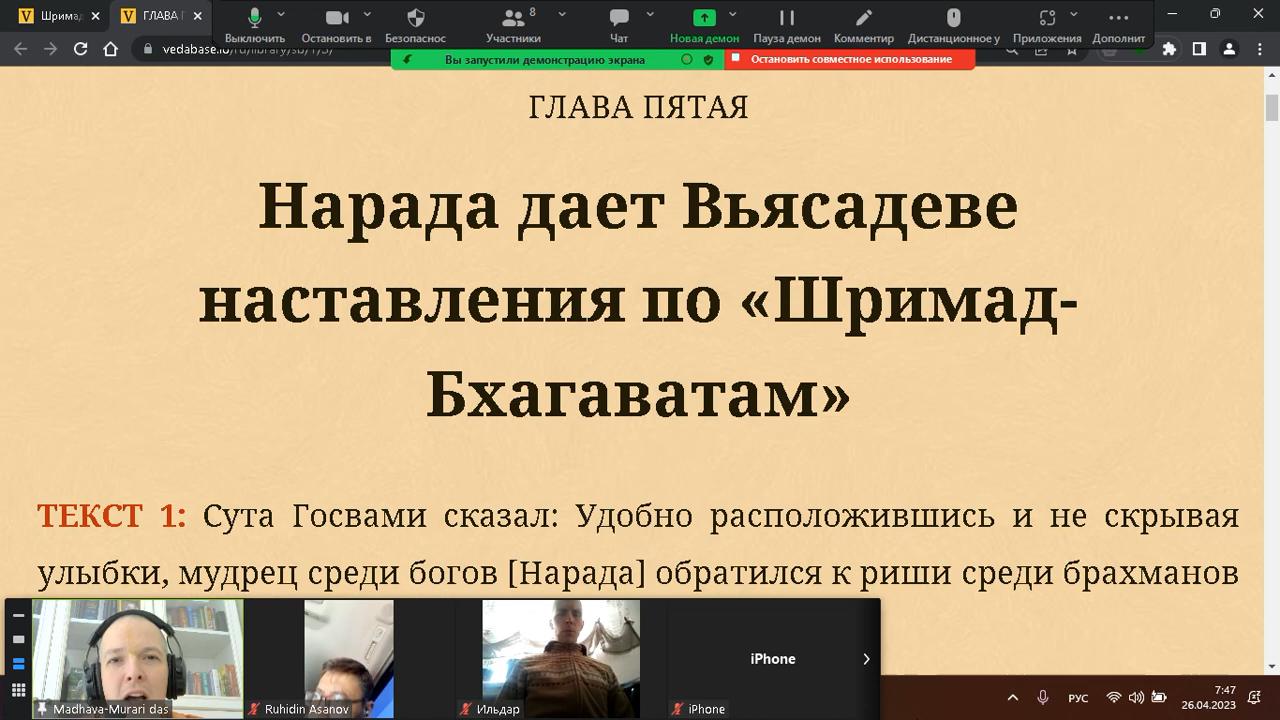 Шримад
ГЛАВА
8
Выключить
Остановить в
Безопаснос
Участники
Чат
Новая демон
Пауза демон
Комментир
Дистанционное у
Приложения
Дополнит
Вы запустили демонстрацию экрана
Остановить совместное использование
ГЛАВА ПЯТАЯ
Нарада дает Вьясадеве
наставления по «Шримад-
Бхагаватам»
ТЕКСТ 1: Сута Госвами сказал: Удобно расположившись и не скрывая
улыбки, мудрец среди богов [Нарада] обратился к риши среди брахманов
iPhone
Madhava-Murari das
Ruhidin Asanov
Ильдар
iPhone
РУС
7:47
26.04.2023